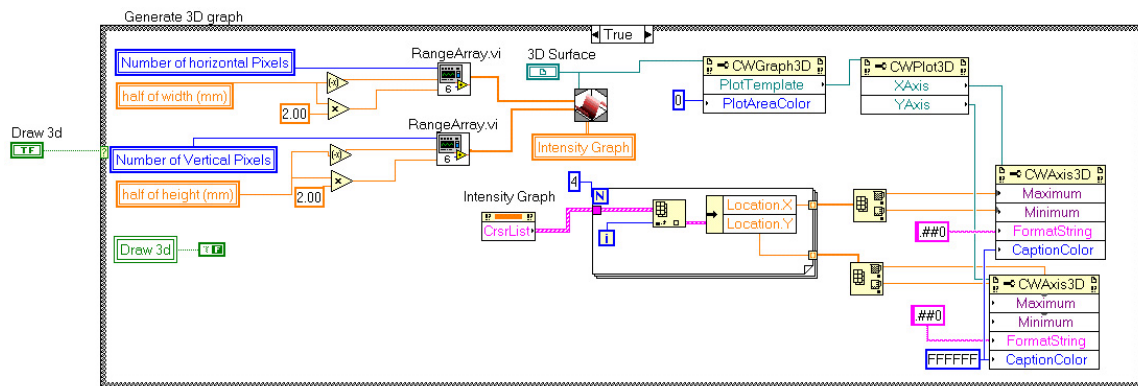 Generate 3D graph
True
Number of horizontal Pixels
half of width (mm)
2.00
RangeArray.vi
6
3D Surface
CWGraph3D
PlotTemplate
0
PlotAreaColor
CWPlot3D
XAxis
YAxis
Draw 3d
TF
?
Number of Vertical Pixels
half of height (mm)
2.00
RangeArray.vi
6
Intensity Graph
Draw 3d
T F
Intensity Graph
CrsrList
4
N
i
Location.X
Location.Y
CWAxis3D
Maximum
Minimum
.##0
FormatString
CaptionColor
CWAxis3D
Maximum
Minimum
.##0
FormatString
FFFFFF
CaptionColor